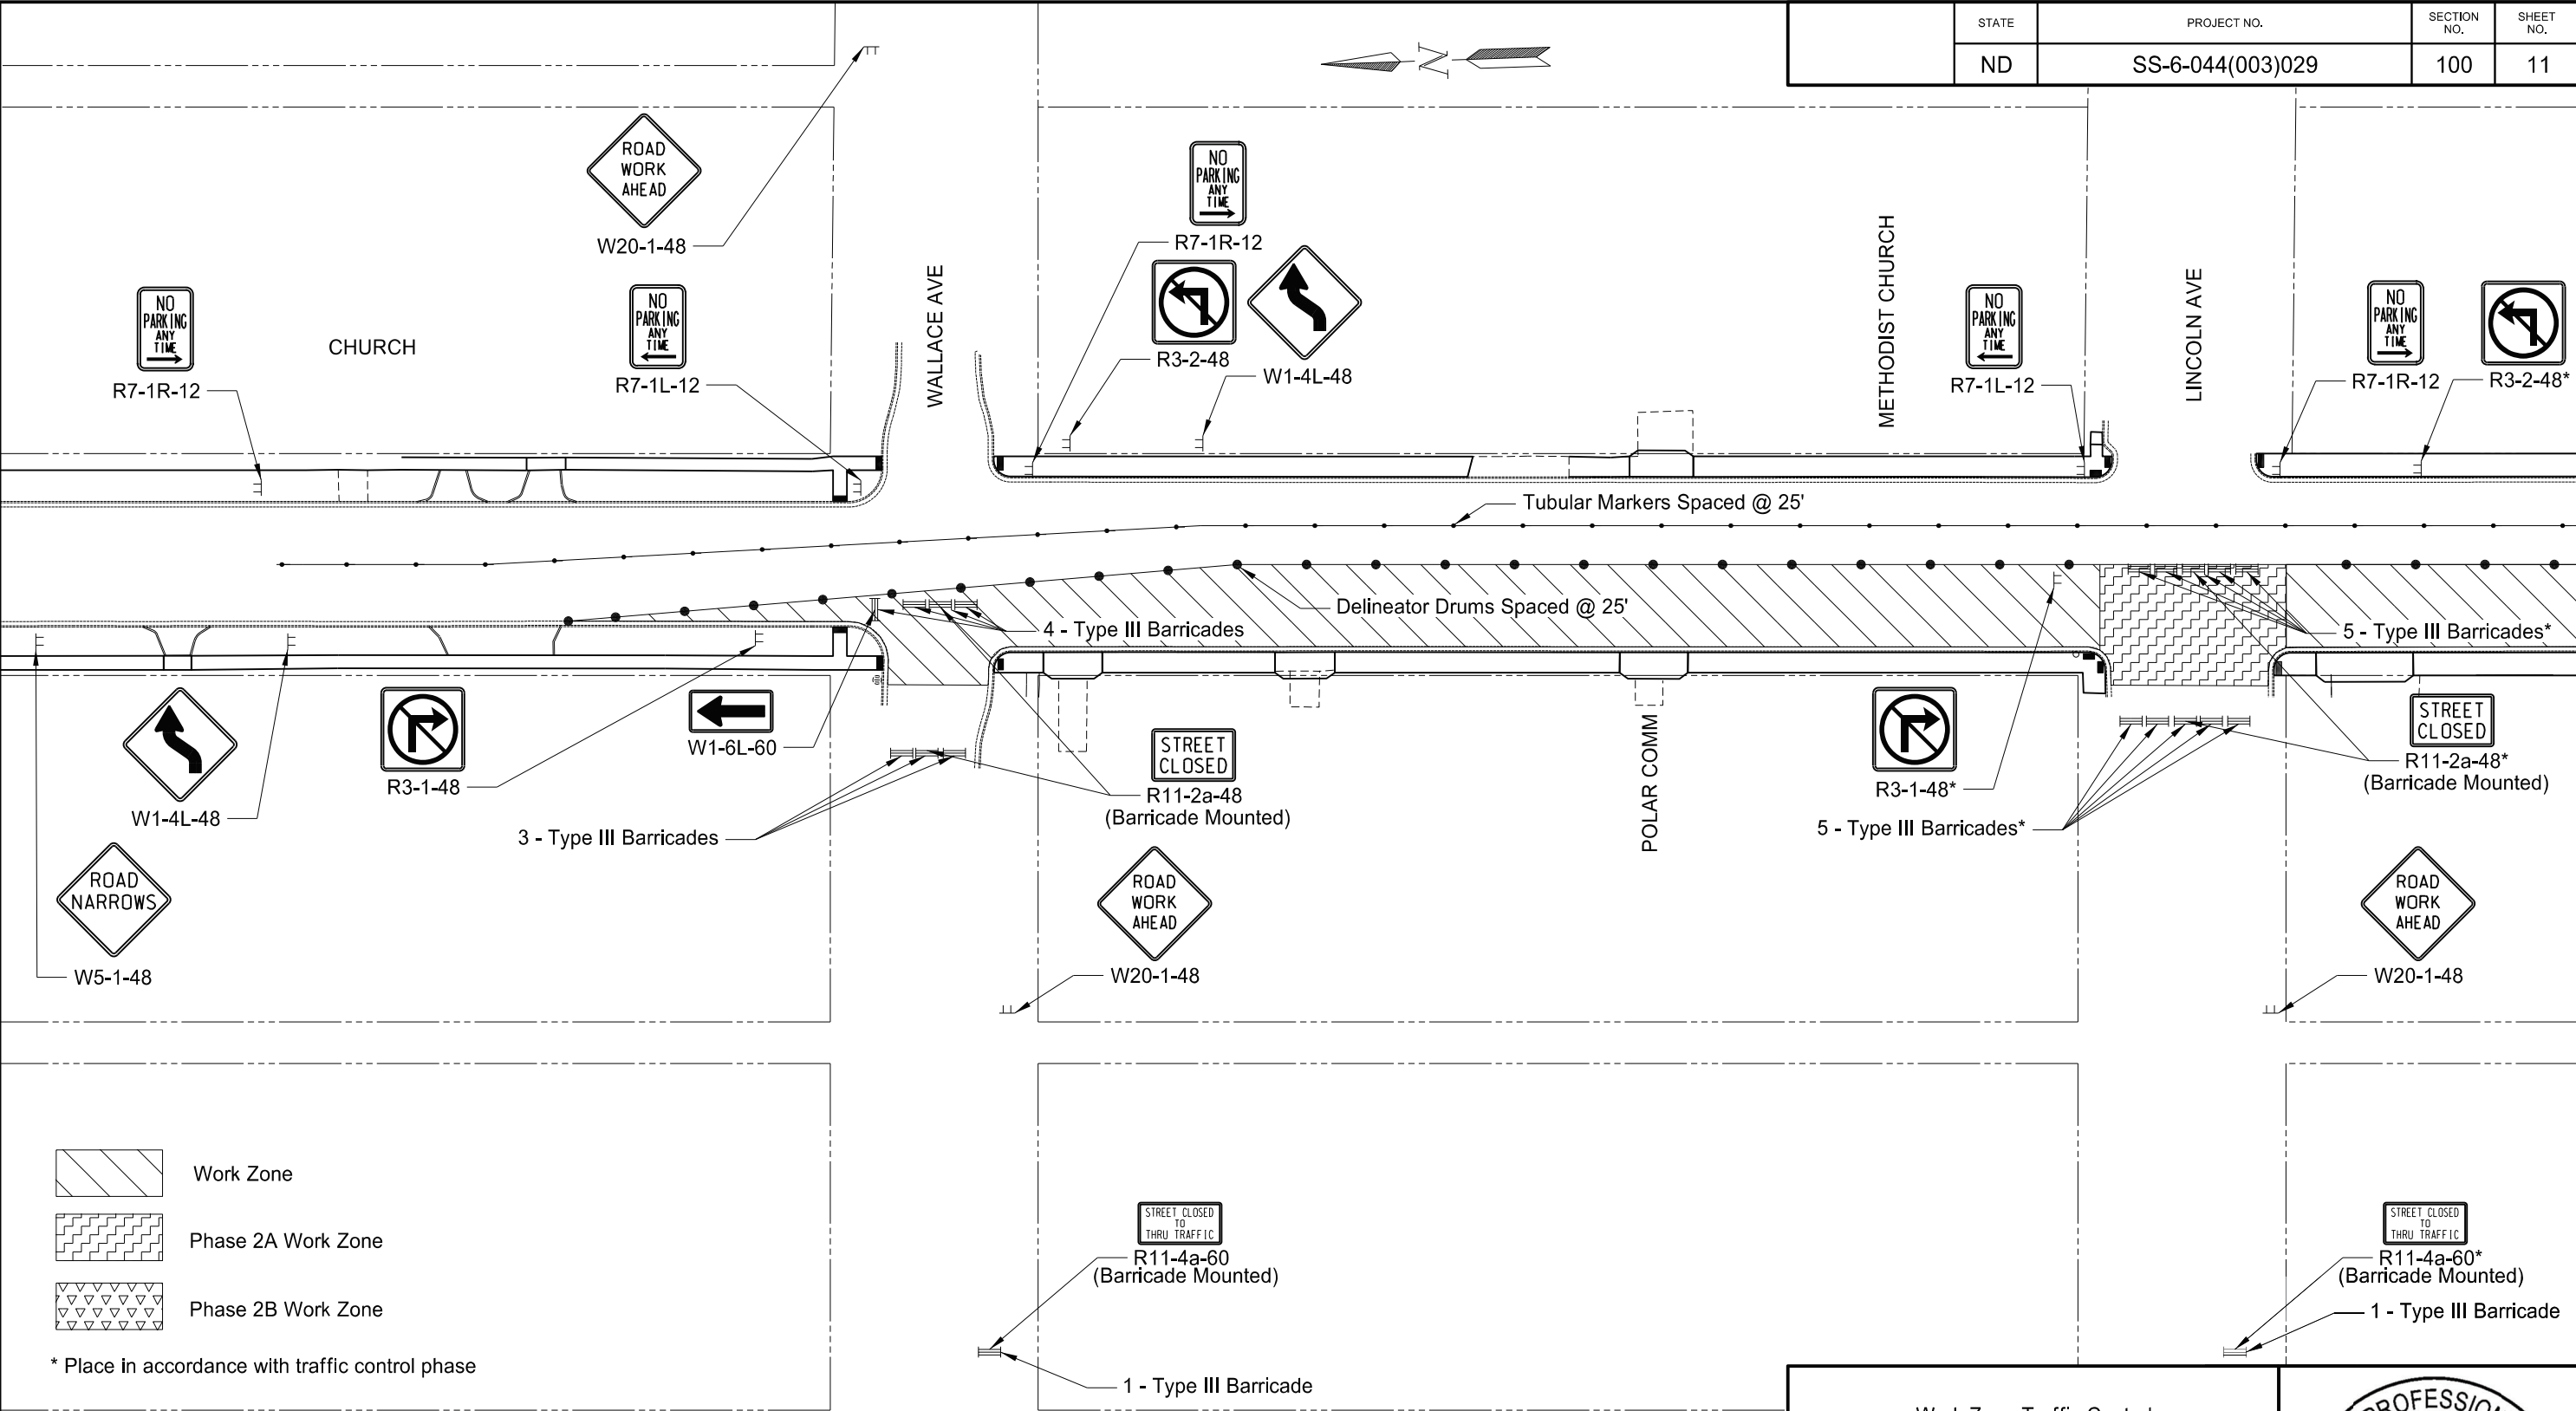 STATE
PROJECT NO.
SECTION NO.
SHEET NO.
ND
SS-6-044(003)029
100
11
N
ROAD
WORK
AHEAD
W20-1-48
NO
PARKING
ANY
TIME
R7-1R-12
CHURCH
NO
PARKING
ANY
TIME
R7-1L-12
WALLACE AVE
NO
PARKING
ANY
TIME
R7-1R-12
R3-2-48
W1-4L-48
METHODIST CHURCH
NO
PARKING
ANY
TIME
R7-1L-12
LINCOLN AVE
NO
PARKING
ANY
TIME
R7-1R-12
R3-2-48*
Tubular Markers Spaced @ 25'
Delineator Drums Spaced @ 25'
4 - Type III Barricades
5 - Type III Barricades*
W1-4L-48
R3-1-48
W1-6L-60
3 - Type III Barricades
STREET
CLOSED
R11-2a-48
(Barricade Mounted)
POLAR COMM
R3-1-48*
5 - Type III Barricades*
STREET
CLOSED
R11-2a-48*
(Barricade Mounted)
ROAD
NARROWS
W5-1-48
ROAD
WORK
AHEAD
W20-1-48
ROAD
WORK
AHEAD
W20-1-48
Work Zone
Phase 2A Work Zone
Phase 2B Work Zone
* Place in accordance with traffic control phase
STREET CLOSED
TO
THRU TRAFFIC
R11-4a-60
(Barricade Mounted)
1 - Type III Barricade
STREET CLOSED
TO
THRU TRAFFIC
R11-4a-60*
(Barricade Mounted)
1 - Type III Barricade